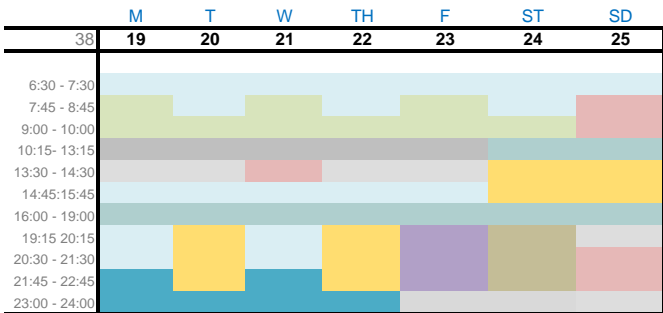 M T W TH F ST SD
38 19 20 21 22 23 24 25
6:30 - 7:30
7:45 - 8:45
9:00 - 10:00
10:15- 13:15
13:30 - 14:30
14:45:15:45
16:00 - 19:00
19:15 20:15
20:30 - 21:30
21:45 - 22:45
23:00 - 24:00